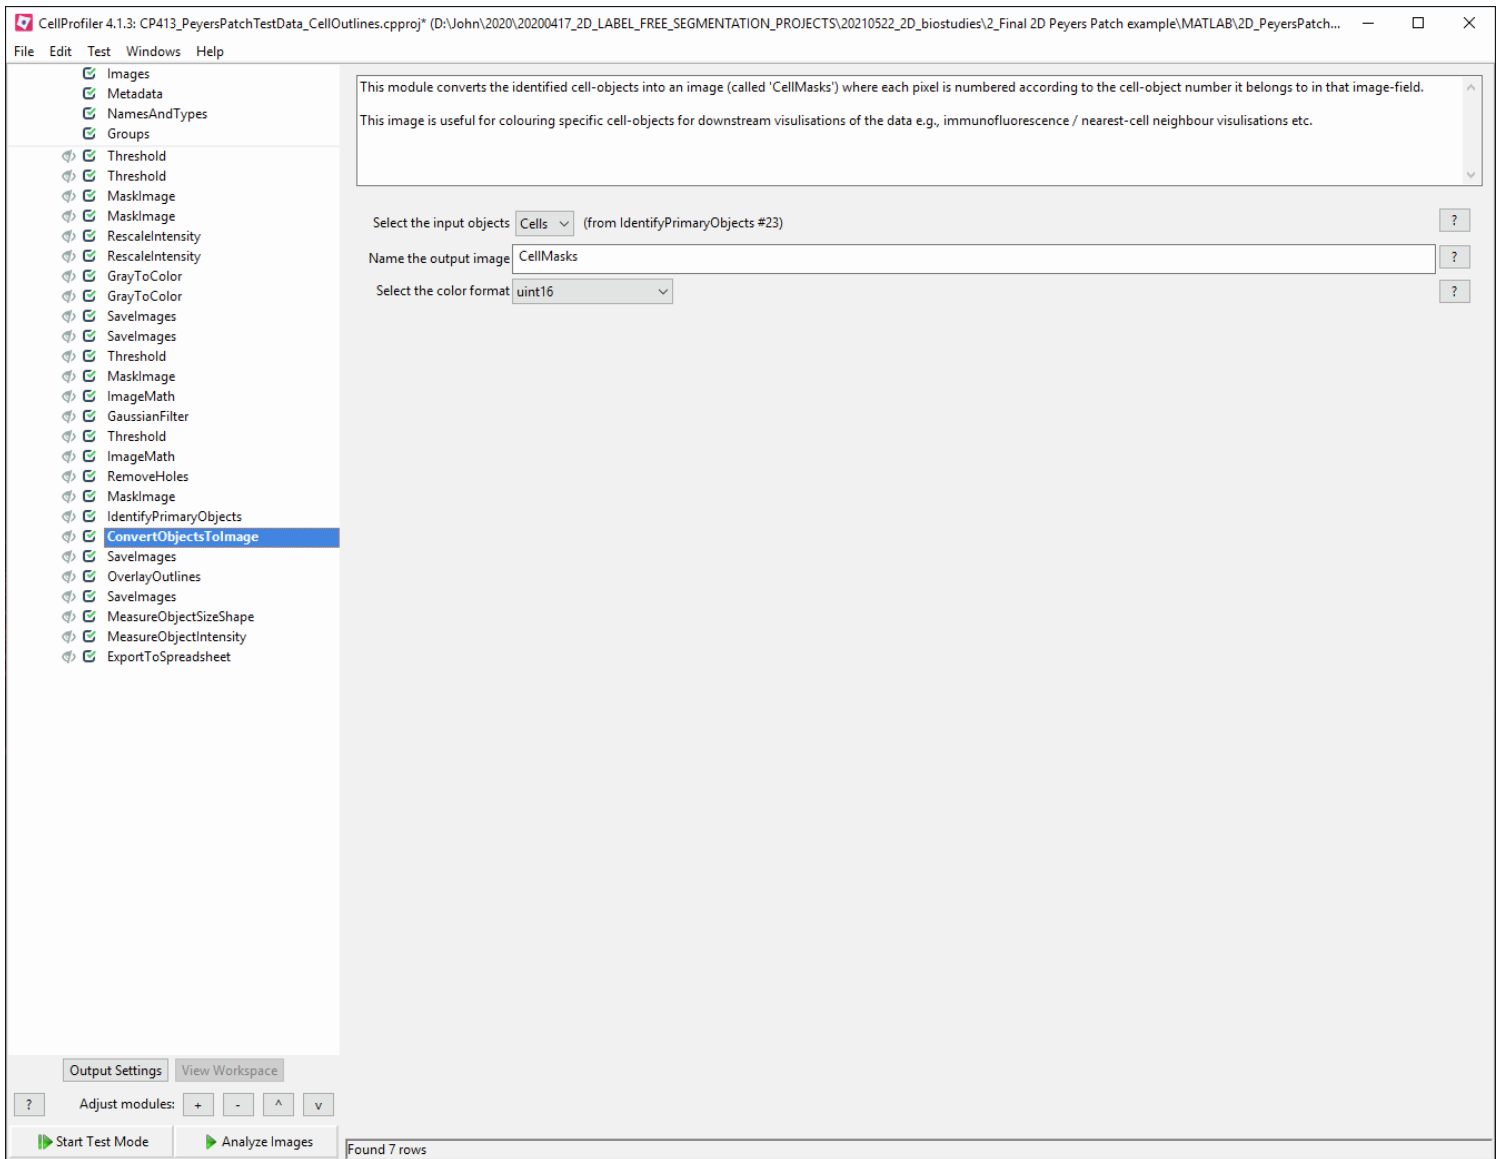 CellProfiler 4.1.3: CP413_PeyersPatchTestData_CellOutlines.cpproj* (D:\John\2020\20200417_2D_LABEL_FREE_SEGMENTATION_PROJECTS\20210522_2D_biostudies\2_Final 2D Peyers Patch example\MATLAB\2D_PeyersPatch...
File Edit Test Windows Help
Images
Metadata
NamesAndTypes
Groups
Threshold
Threshold
MaskImage
MaskImage
RescaleIntensity
RescaleIntensity
GrayToColor
GrayToColor
SaveImages
SaveImages
Threshold
MaskImage
ImageMath
GaussianFilter
Threshold
ImageMath
RemoveHoles
MaskImage
IdentifyPrimaryObjects
ConvertObjectsToImage
SaveImages
OverlayOutlines
SaveImages
MeasureObjectSizeShape
MeasureObjectIntensity
ExportToSpreadsheet
Output Settings View Workspace
? Adjust modules: + - ^ v
Start Test Mode Analyze Images
This module converts the identified cell-objects into an image (called 'CellMasks') where each pixel is numbered according to the cell-object number it belongs to in that image-field.
This image is useful for colouring specific cell-objects for downstream visulisations of the data e.g., immunofluorescence / nearest-cell neighbour visulisations etc.
Select the input objects Cells (from IdentifyPrimaryObjects #23) ?
Name the output image CellMasks ?
Select the color format uint16 ?
Found 7 rows